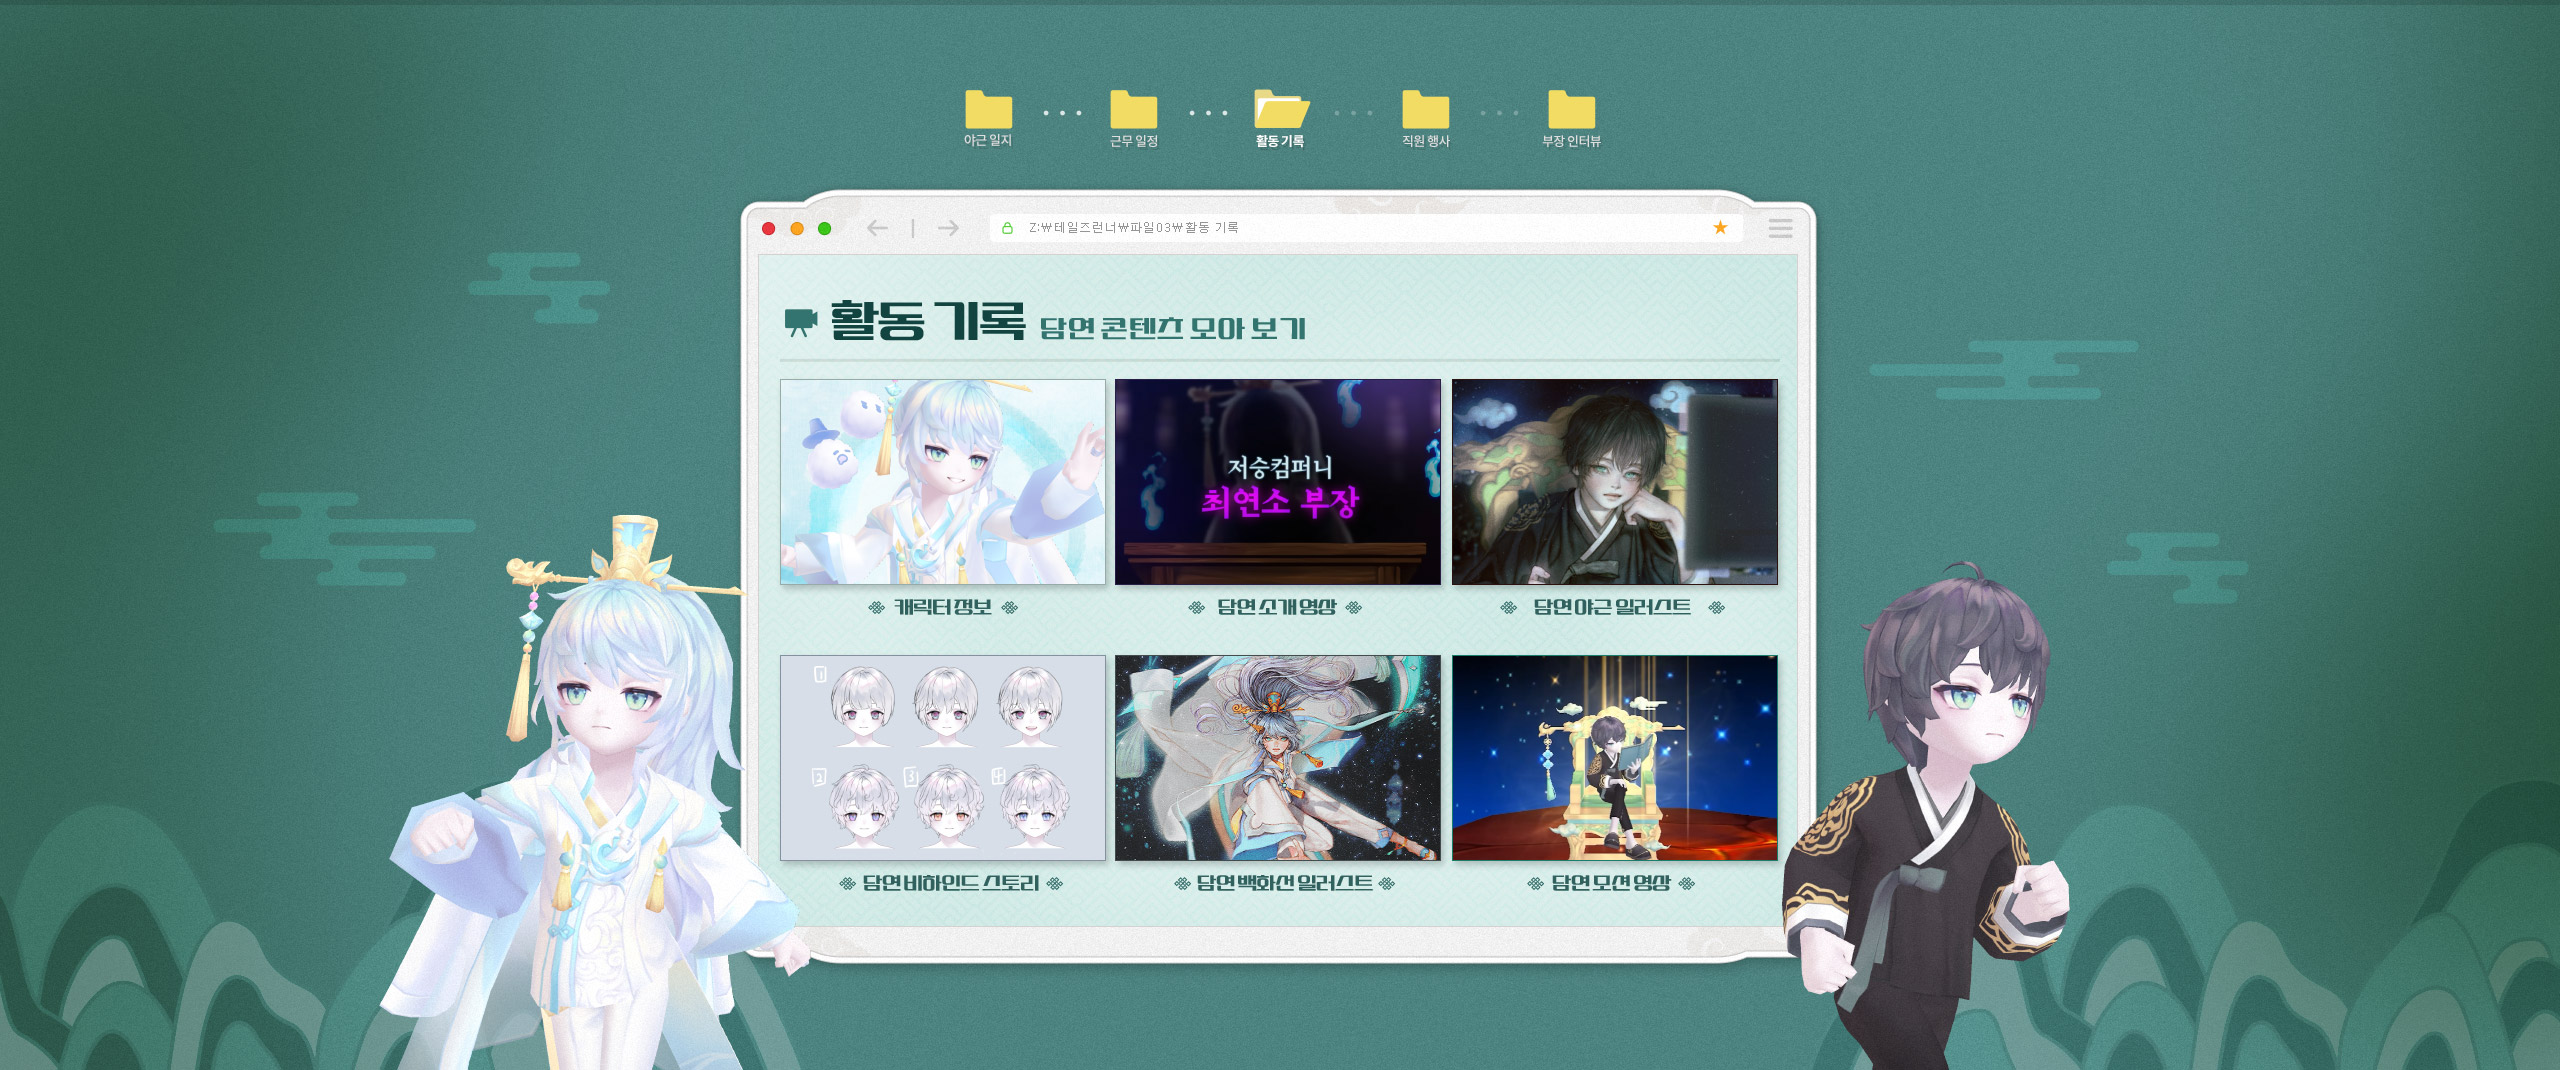 야근 일지
근무 일정
활동 기록
직원 행사
부장 인터뷰
Z:₩테일즈런너₩파일03₩활동 기록
활동 기록 담연 콘텐츠 모아 보기
저승컴퍼니
최연소 부장
캐릭터 정보
담연 소개 영상
담연 야근 일러스트
1
2
3
담연 비하인드 스토리
담연 백화선 일러스트
담연 모션 영상